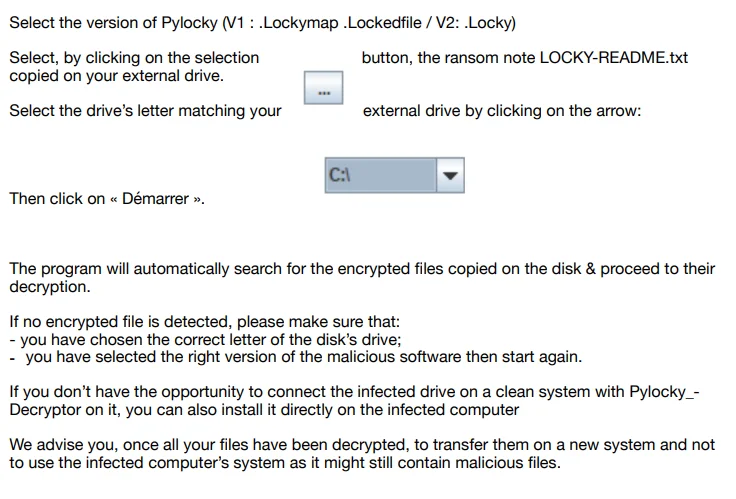 Select the version of Pylocky (V1 : .Lockymap .Lockedfile / V2: .Locky)
Select, by clicking on the selection button, the ransom note LOCKY-README.txt
copied on your external drive.
...
Select the drive's letter matching your external drive by clicking on the arrow:
C:\
Then click on « Démarrer ».
The program will automatically search for the encrypted files copied on the disk & proceed to their
decryption.
If no encrypted file is detected, please make sure that:
- you have chosen the correct letter of the disk's drive;
- you have selected the right version of the malicious software then start again.
If you don't have the opportunity to connect the infected drive on a clean system with Pylocky_-
Decryptor on it, you can also install it directly on the infected computer
We advise you, once all your files have been decrypted, to transfer them on a new system and not
to use the infected computer's system as it might still contain malicious files.